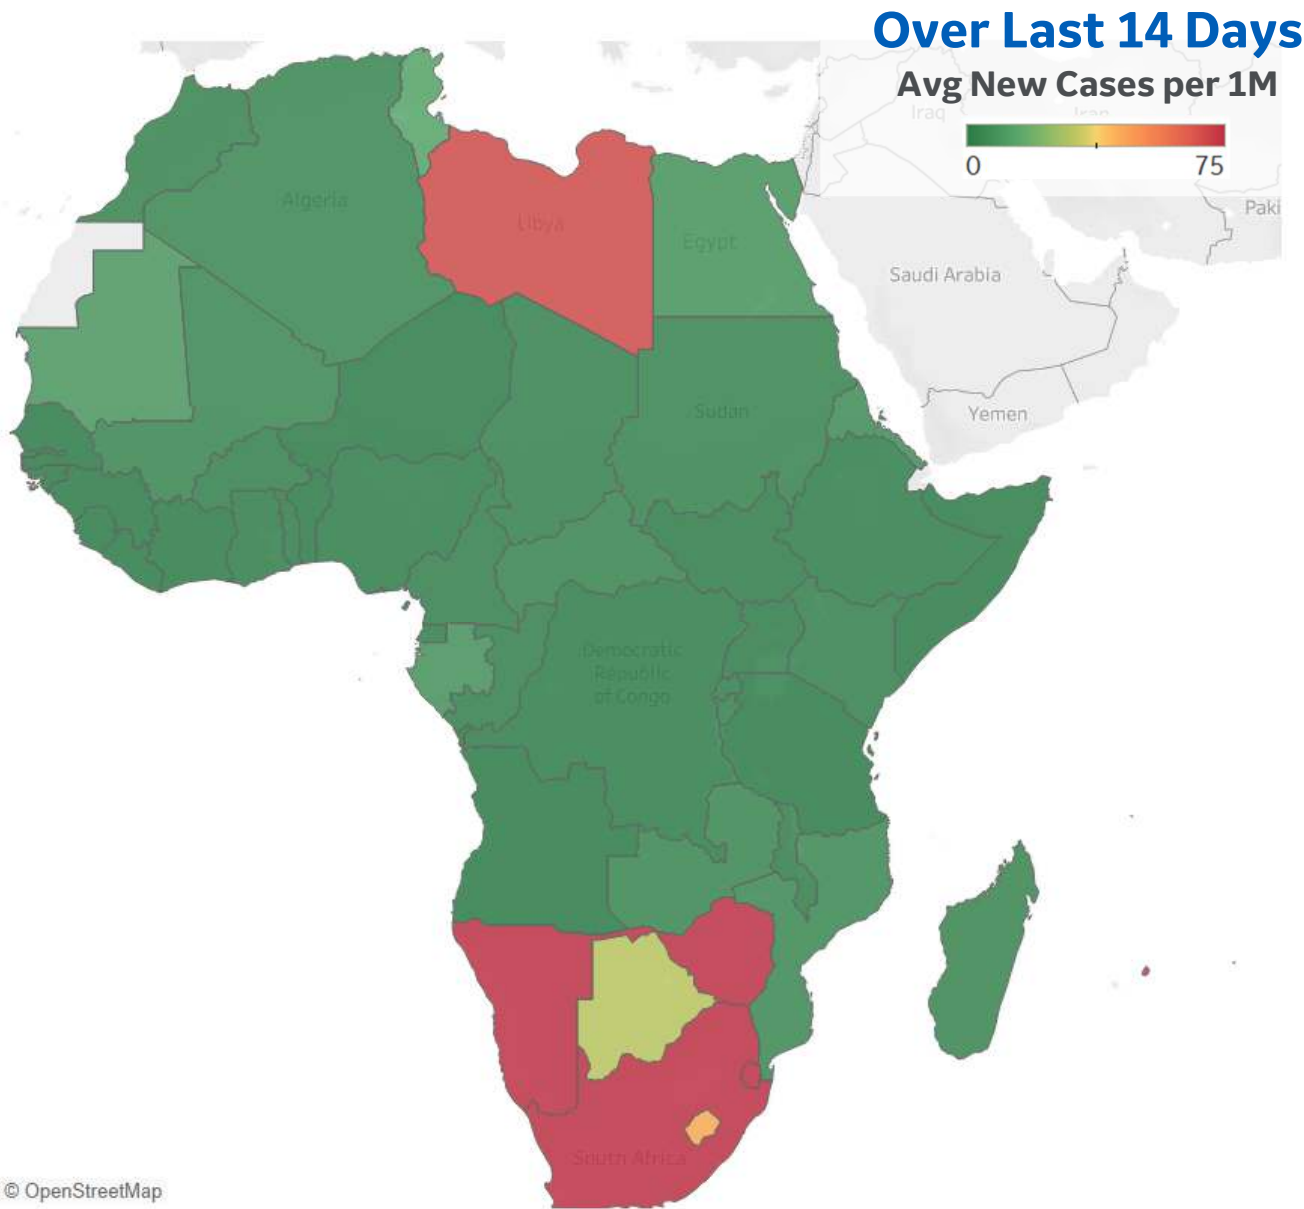 Over Last 14 Days
Avg New Cases per 1M
Iraq
Iran
0
75
Paki
Algeria
Libya
Egypt
Saudi Arabia
Sudan
Yemen
Democratic
Republic
of Congo
South Africa
© OpenStreetMap